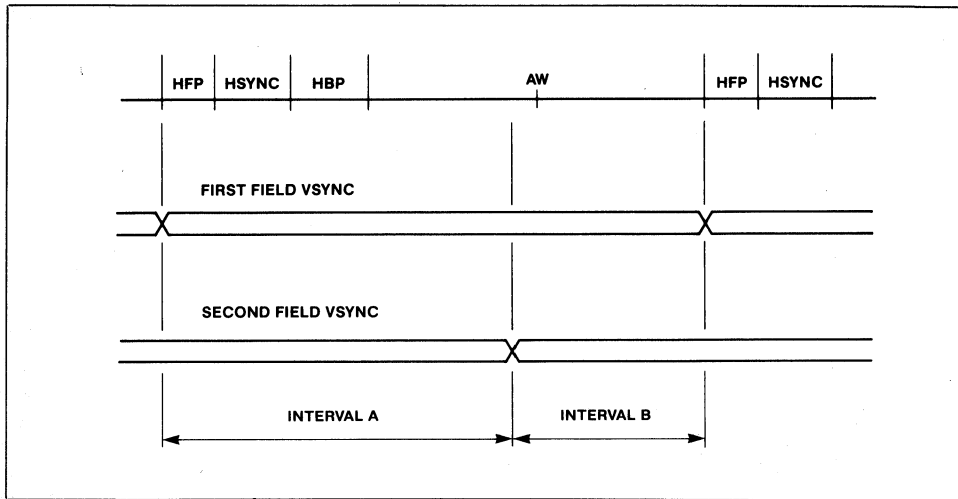 HFP HSYNC HBP AW HFP HSYNC
FIRST FIELD VSYNC
SECOND FIELD VSYNC
INTERVAL A INTERVAL B